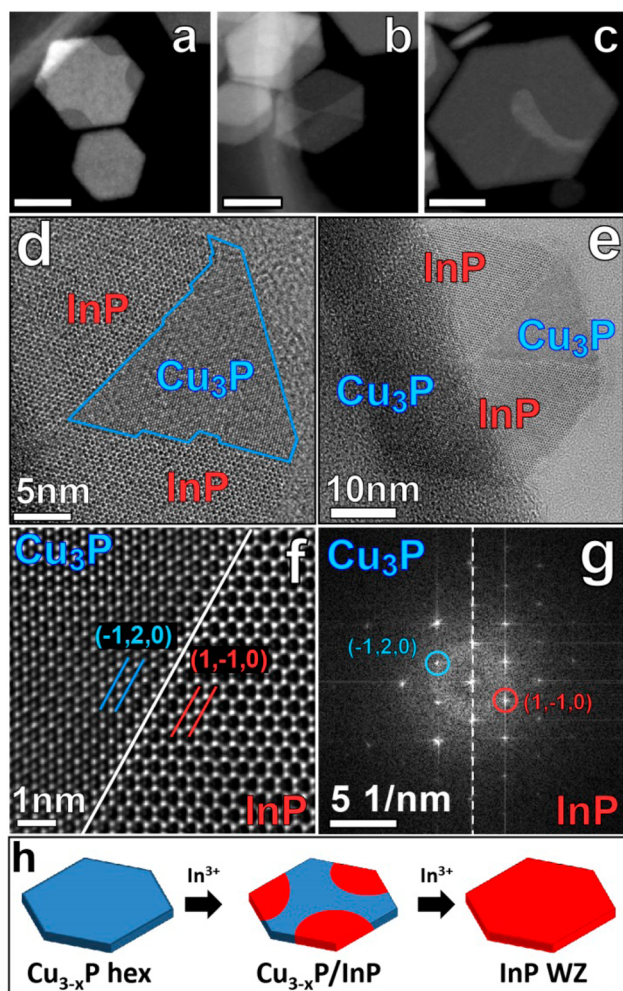 a
b
c
d
InP
Cu₃P
InP
5nm
e
InP
Cu₃P
Cu₃P
InP
10nm
Cu₃P
f
(-1,2,0)
(1,-1,0)
1nm
InP
Cu₃P
g
(-1,2,0)
(1,-1,0)
5 1/nm
InP
h
In³⁺
In³⁺
Cu₃₋ₓP hex
Cu₃₋ₓP/InP
InP WZ